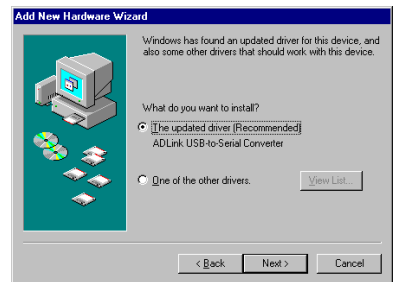 Add New Hardware Wizard
Windows has found an updated driver for this device, and
also some other drivers that should work with this device.
What do you want to install?
The updated driver (Recommended)
ADLink USB-to-Serial Converter
One of the other drivers.
View List...
< Back
Next >
Cancel